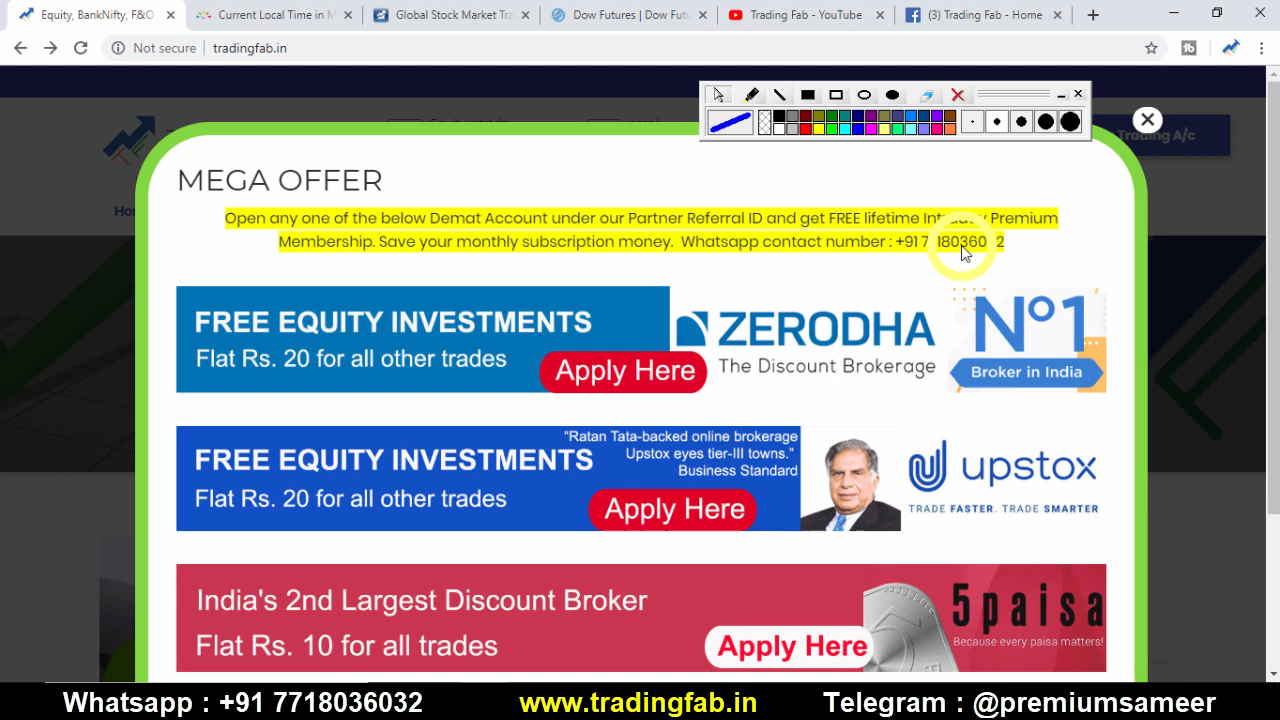 Equity, BankNifty, F&O
Current Local Time in M
Global Stock Market Tra
Dow Futures | Dow Fut
Trading Fab - YouTube
(3) Trading Fab - Home
Not secure
tradingfab.in
Trading A/c
MEGA OFFER
Open any one of the below Demat Account under our Partner Referral ID and get FREE lifetime Intraday Premium
Membership. Save your monthly subscription money. Whatsapp contact number : +91
FREE EQUITY INVESTMENTS
Flat Rs. 20 for all other trades
Apply Here
ZERODHA
The Discount Brokerage
Nº1
Broker in India
FREE EQUITY INVESTMENTS
Flat Rs. 20 for all other trades
Apply Here
“Ratan Tata-backed online brokerage
Upstox eyes tier-III towns.”
Business Standard
upstox
TRADE FASTER. TRADE SMARTER
India's 2nd Largest Discount Broker
Flat Rs. 10 for all trades
Apply Here
5paisa
Because every paisa matters!
Whatsapp : +91 7718036032 www.tradingfab.in Telegram : @premiumsameer